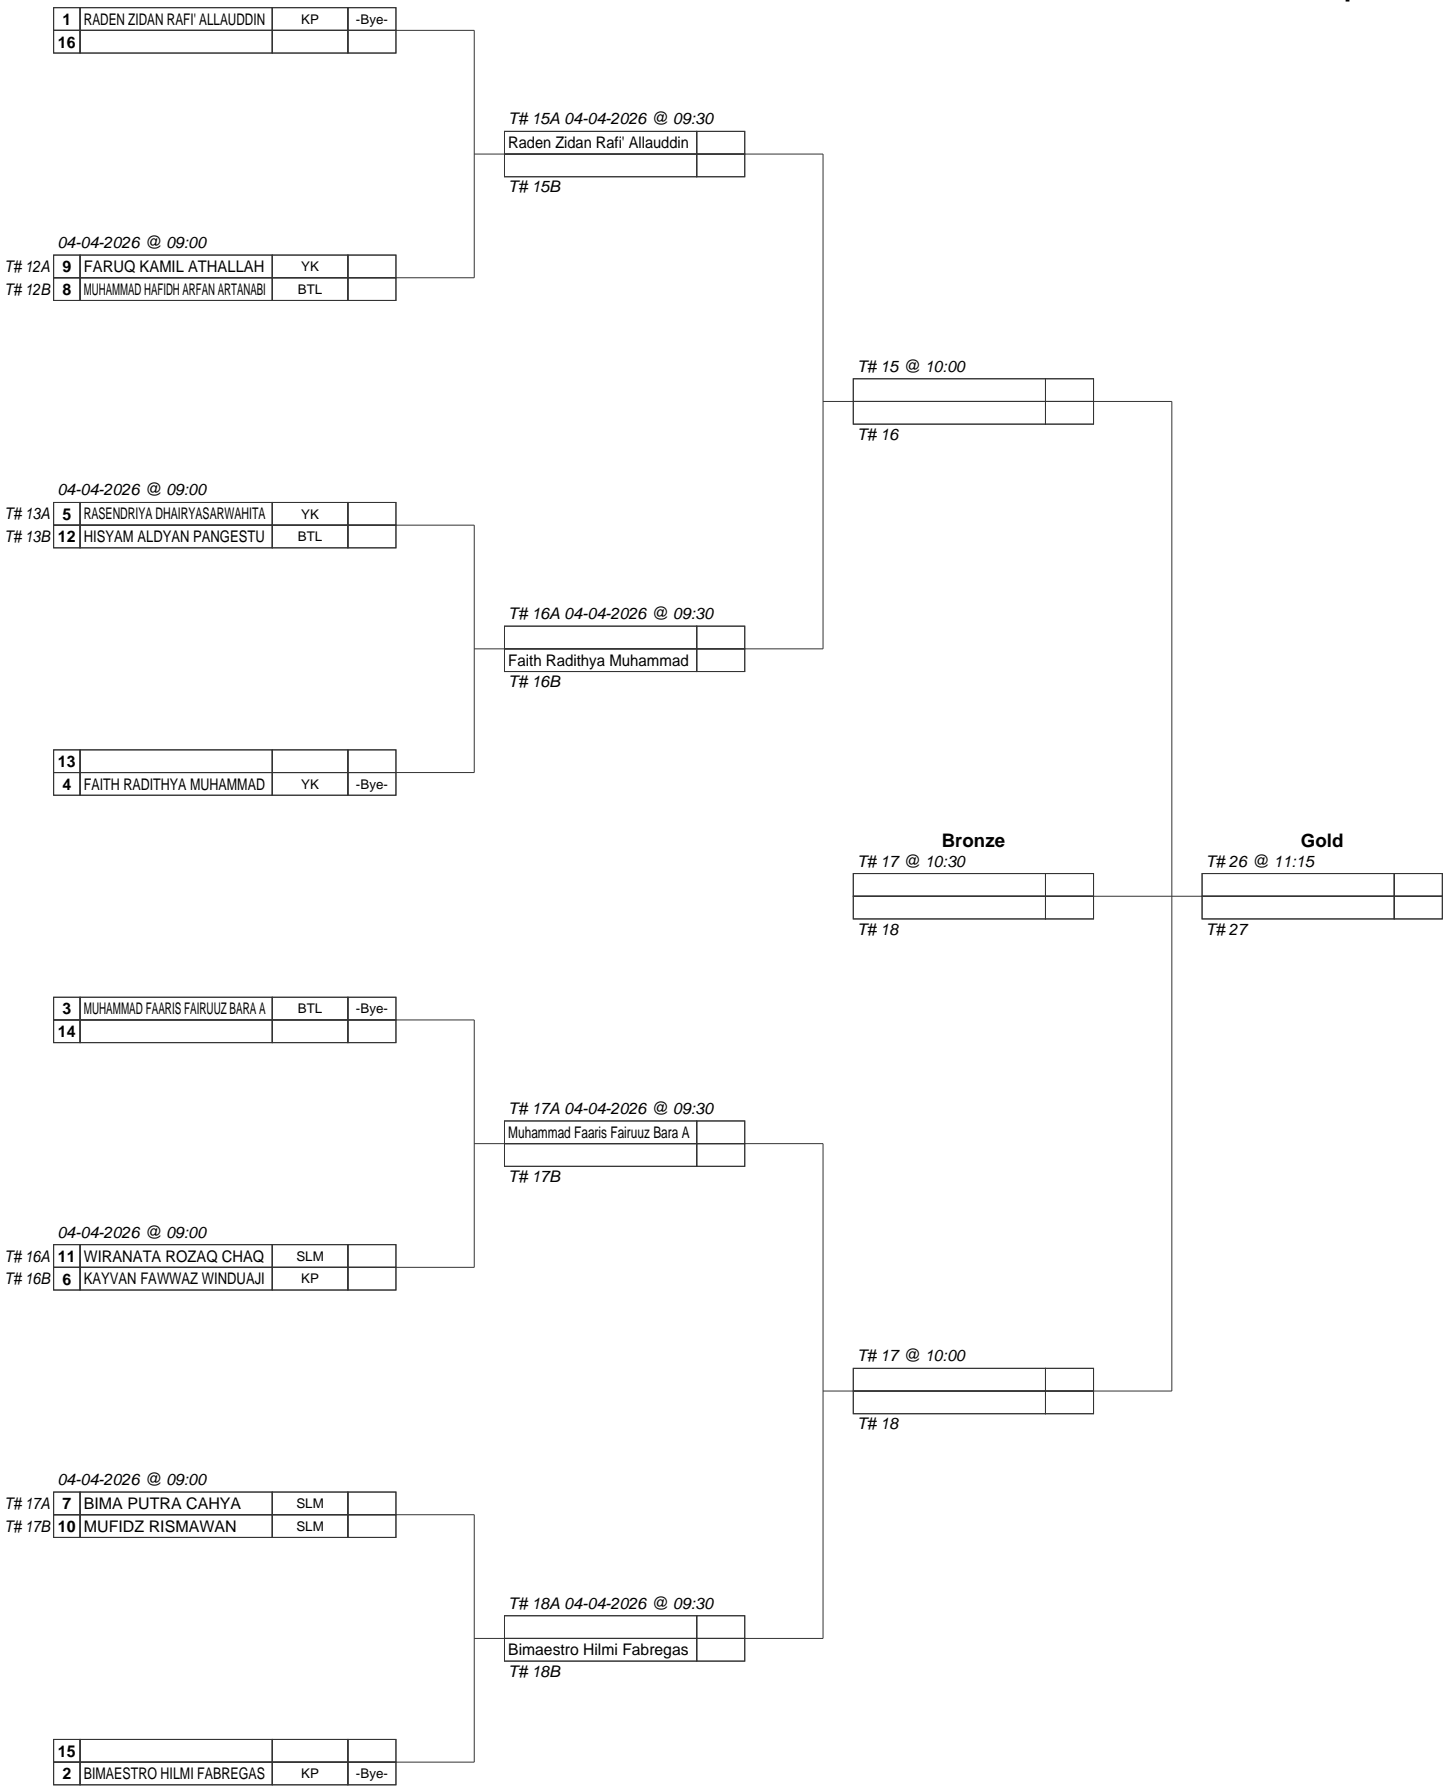 1 RADEN ZIDAN RAFI' ALLAUDDIN KP -Bye-
16
T# 15A 04-04-2026 @ 09:30
Raden Zidan Rafi' Allauddin
T# 15B
04-04-2026 @ 09:00
T# 12A 9 FARUQ KAMIL ATHALLAH YK
T# 12B 8 MUHAMMAD HAFIDH ARFAN ARTANABI BTL
T# 15 @ 10:00
T# 16
04-04-2026 @ 09:00
T# 13A 5 RASENDRIYA DHAIRYASARWAHITA YK
T# 13B 12 HISYAM ALDYAN PANGESTU BTL
T# 16A 04-04-2026 @ 09:30
Faith Radithya Muhammad
T# 16B
13
4 FAITH RADITHYA MUHAMMAD YK -Bye-
Bronze Gold
T# 17 @ 10:30 T# 26 @ 11:15
T# 18 T# 27
3 MUHAMMAD FAARIS FAIRUUZ BARA A BTL -Bye-
14
T# 17A 04-04-2026 @ 09:30
Muhammad Faaris Fairuuz Bara A
T# 17B
04-04-2026 @ 09:00
T# 16A 11 WIRANATA ROZAQ CHAQ SLM
T# 16B 6 KAYVAN FAWWAZ WINDUAJI KP
T# 17 @ 10:00
T# 18
04-04-2026 @ 09:00
T# 17A 7 BIMA PUTRA CAHYA SLM
T# 17B 10 MUFIDZ RISMAWAN SLM
T# 18A 04-04-2026 @ 09:30
Bimaestro Hilmi Fabregas
T# 18B
15
2 BIMAESTRO HILMI FABREGAS KP -Bye-